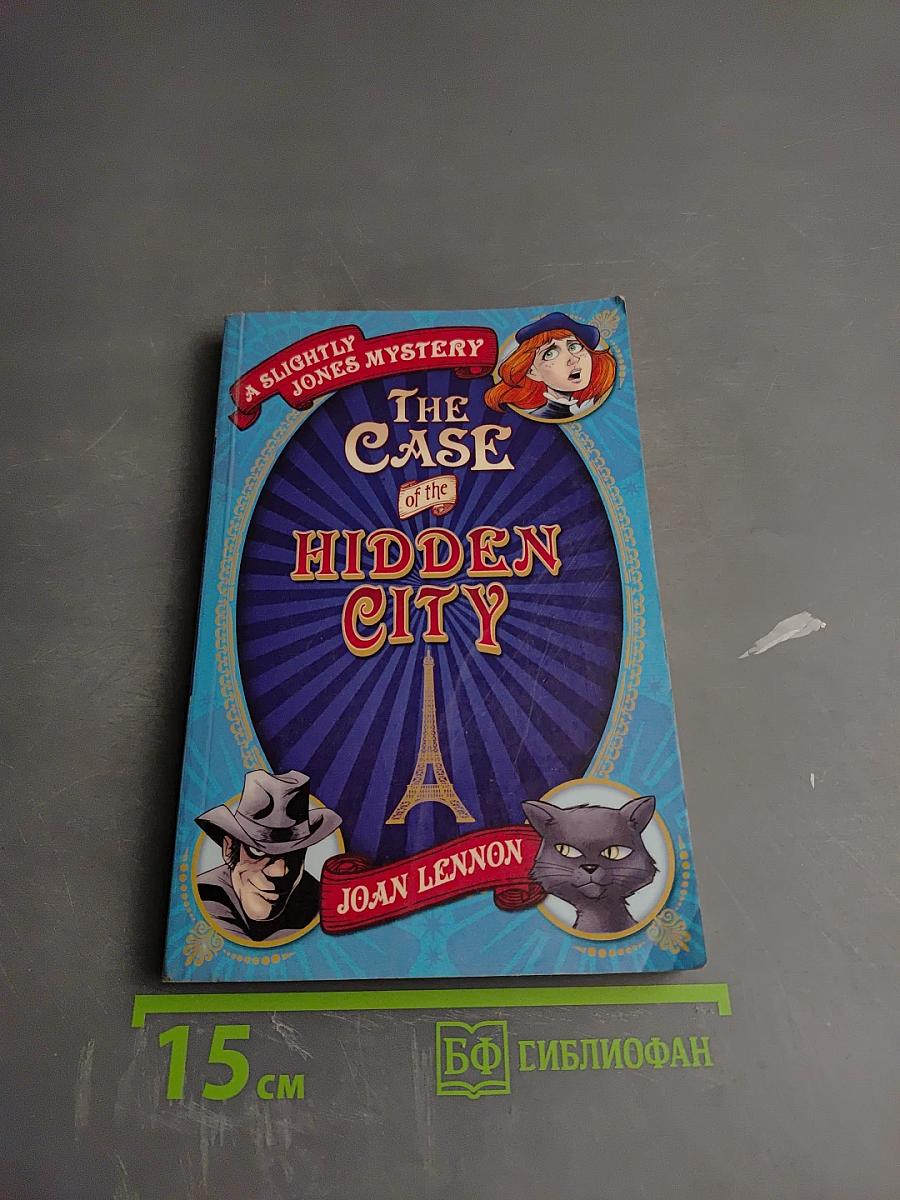 A SLIGHTLY
JONES MYSTERY
THE
CASE
of the
HIDDEN
CITY
JOAN LENNON
15 см
БФ БИБЛИОФАН